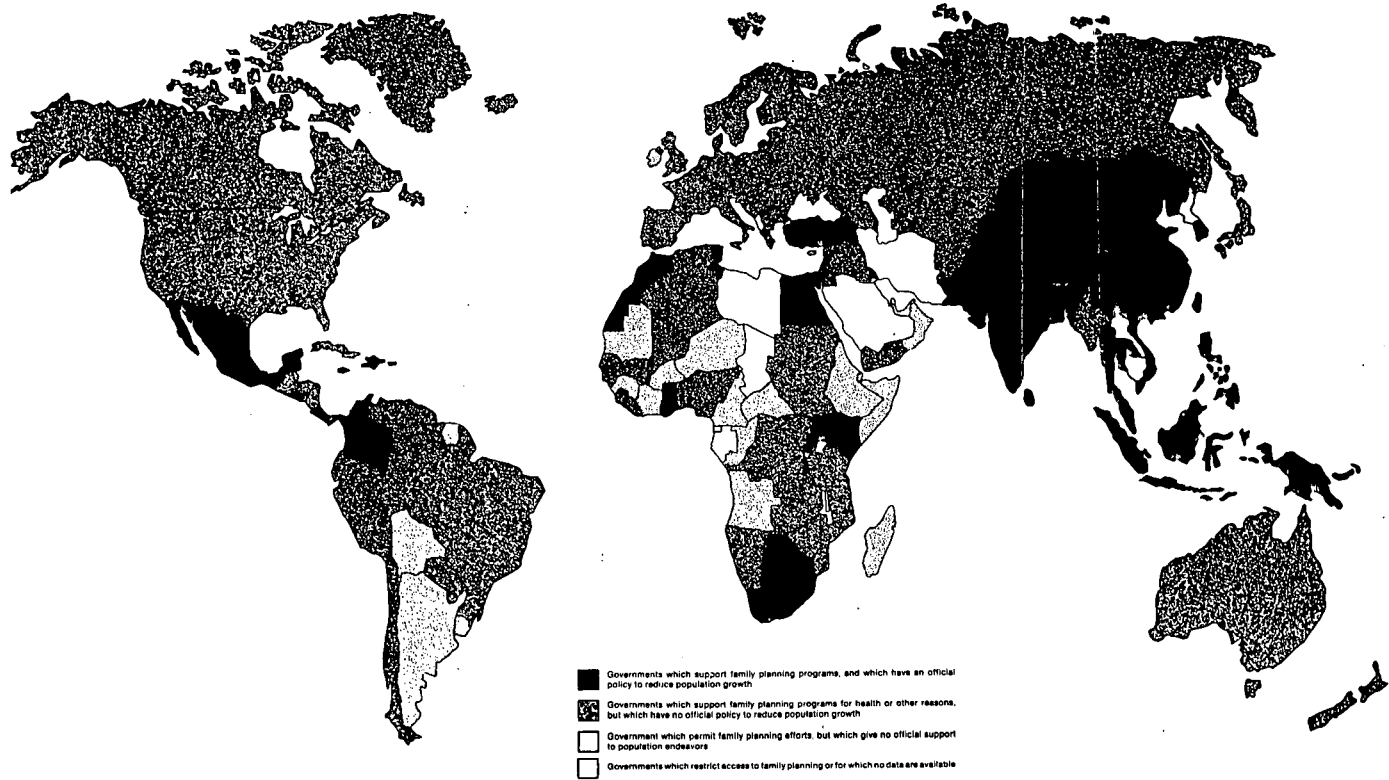 Governments which support family planning programs, and which have an official
policy to reduce population growth
Governments which support family planning programs for health or other reasons,
but which have no official policy to reduce population growth
Government which permit family planning efforts, but which give no official support
to population endeavors
Governments which restrict access to family planning or for which no data are available